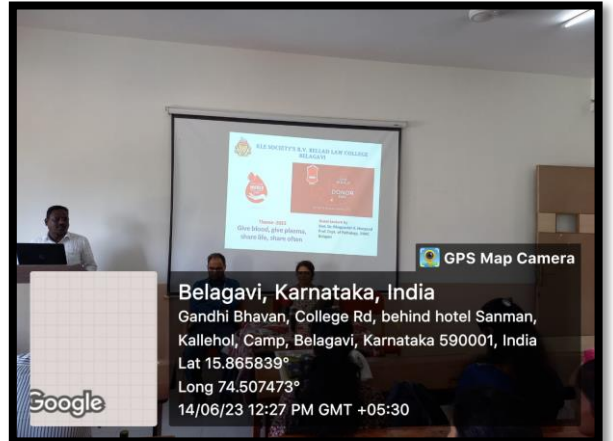 KLE SOCIETY'S B.V. BELLAD LAW COLLEGE
BELAGAVI
Theme-2023
Give blood, give plasma,
share life, share often
GPS Map Camera
Belagavi, Karnataka, India
Gandhi Bhavan, College Rd, behind hotel Sanman,
Kallehol, Camp, Belagavi, Karnataka 590001, India
Lat 15.865839°
Long 74.507473°
14/06/23 12:27 PM GMT +05:30
Google